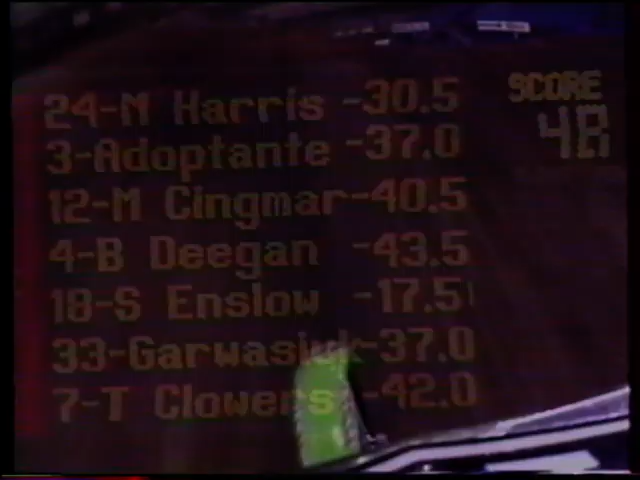 24-M Harris -30.5
3-Adoptante -37.0
12-M Cingmar-40.5
4-B Deegan -43.5
18-S Enslow -17.5
33-Garwasiuk-37.0
7-T Clowers -42.0
SCORE
48